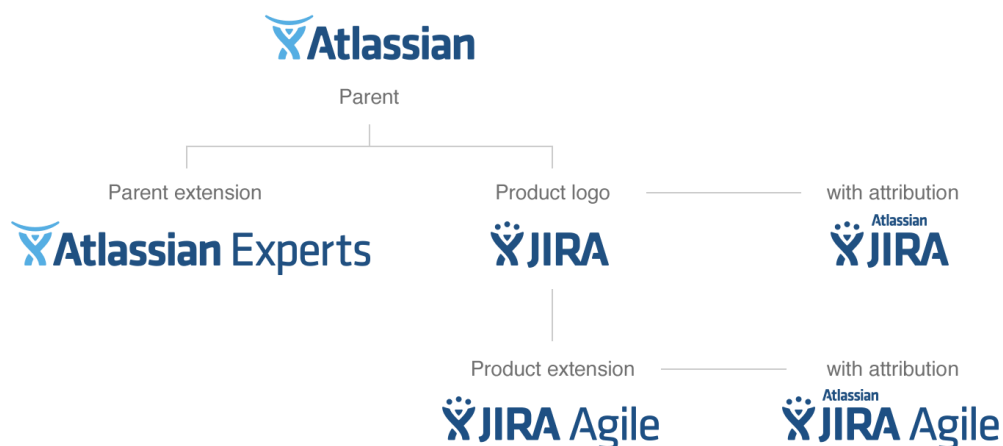 Atlassian
Parent
Parent extension
Product logo
with attribution
Atlassian Experts
JIRA
Atlassian
JIRA
Product extension
with attribution
JIRA Agile
Atlassian
JIRA Agile